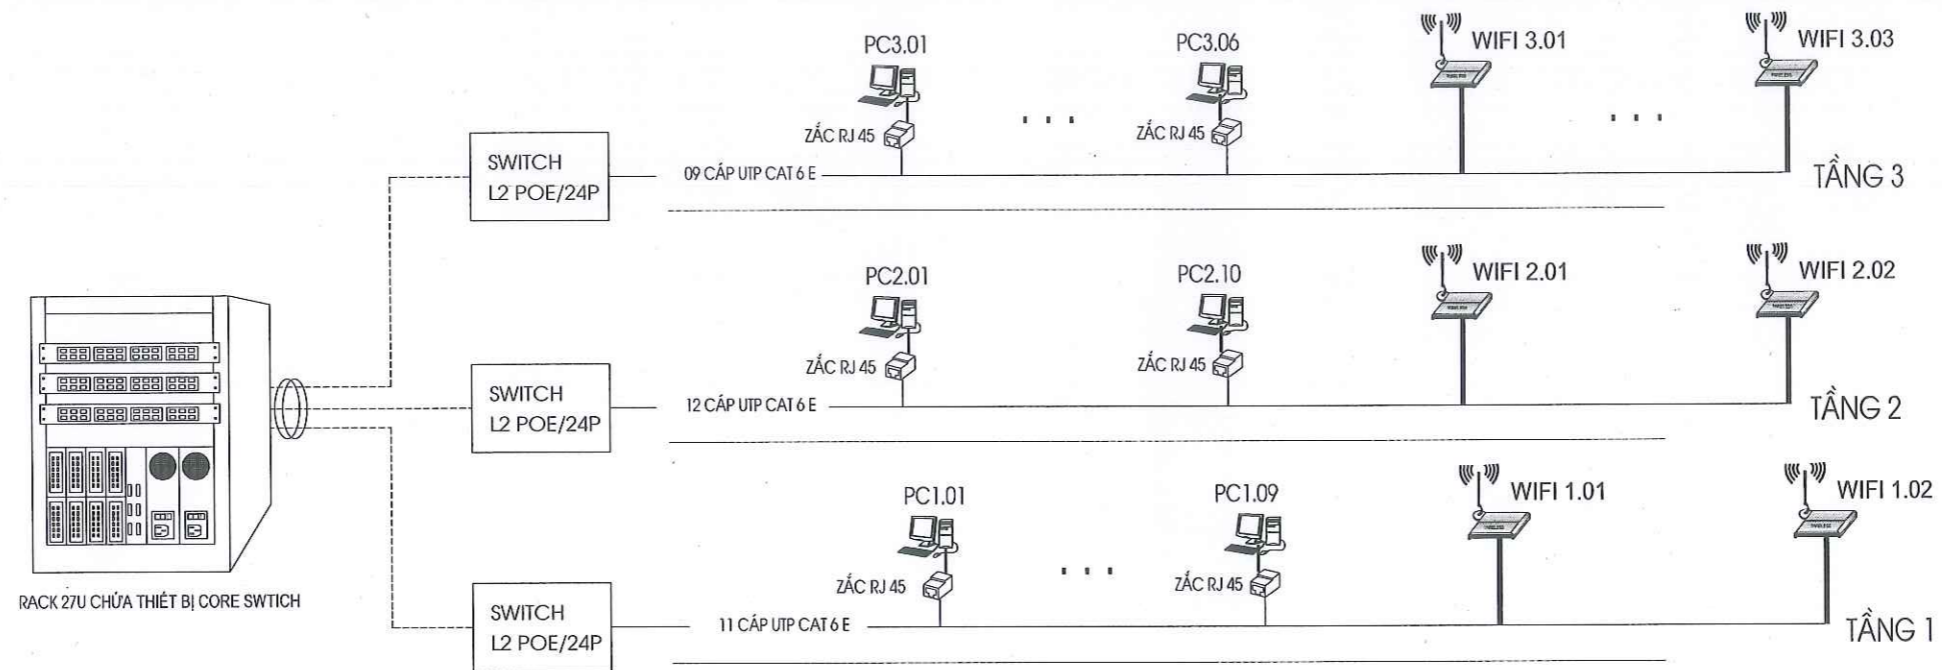 PC3.01
PC3.06
WIFI 3.01
WIFI 3.03
ZẮC RJ 45
ZẮC RJ 45
SWITCH
L2 POE/24P
09 CÁP UTP CAT 6 E
TẦNG 3
PC2.01
PC2.10
WIFI 2.01
WIFI 2.02
ZẮC RJ 45
ZẮC RJ 45
SWITCH
L2 POE/24P
12 CÁP UTP CAT 6 E
TẦNG 2
PC1.01
PC1.09
WIFI 1.01
WIFI 1.02
ZẮC RJ 45
ZẮC RJ 45
RACK 27U CHỨA THIẾT BỊ CORE SWTICH
SWITCH
L2 POE/24P
11 CÁP UTP CAT 6 E
TẦNG 1